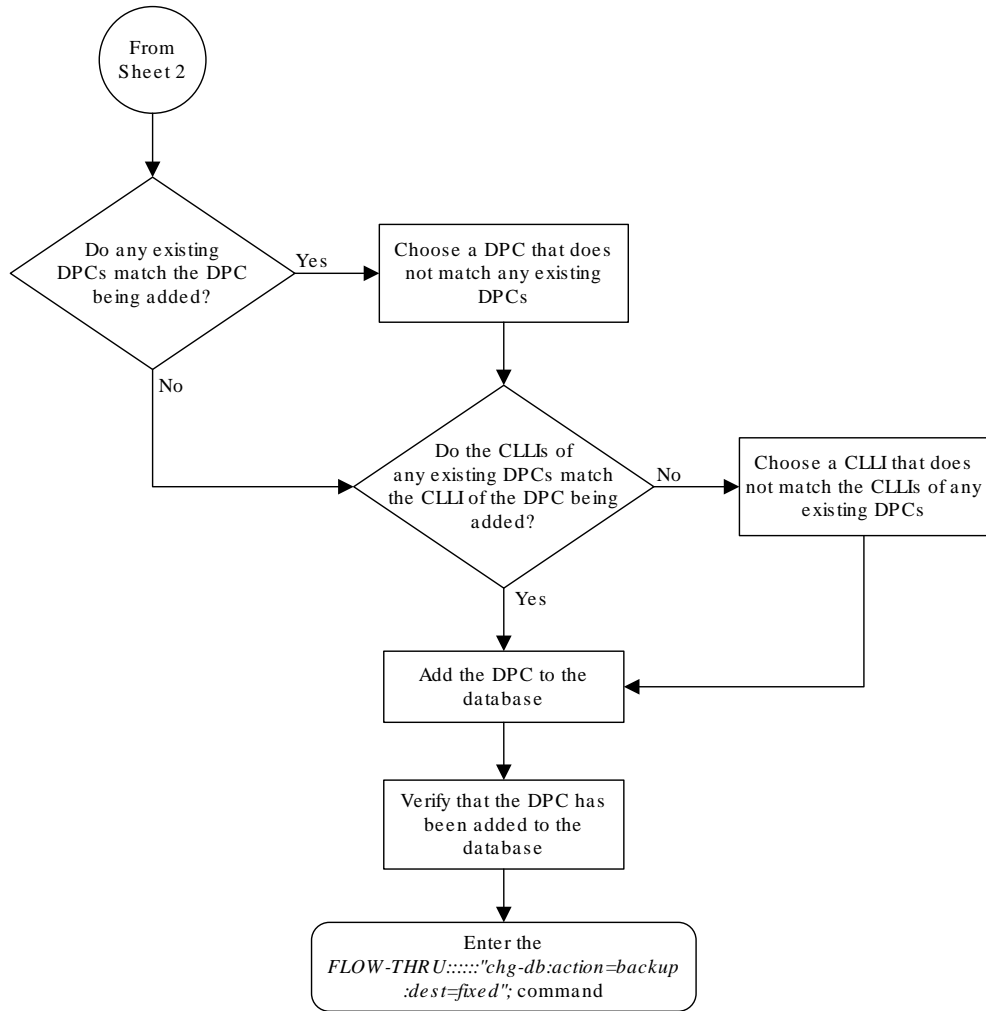 From
Sheet 2
Do any existing
DPCs match the DPC
being added?
Yes
Choose a DPC that does
not match any existing
DPCs
No
Do the CLLIs of
any existing DPCs match
the CLLI of the DPC being
added?
No
Choose a CLLI that does
not match the CLLIs of any
existing DPCs
Yes
Add the DPC to the
database
Verify that the DPC has
been added to the
database
Enter the
FLOW-THRU::::::"chg-db:action=backup
:dest=fixed"; command